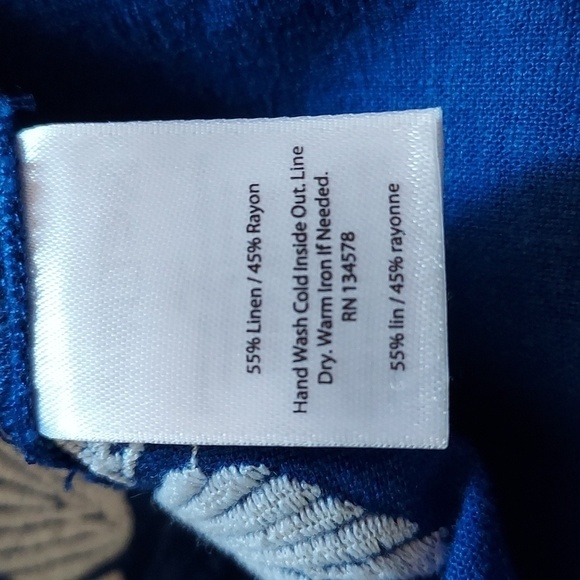 55% Linen / 45% Rayon
Hand Wash Cold Inside Out. Line
Dry. Warm Iron If Needed.
RN 134578
55% lin / 45% rayonne